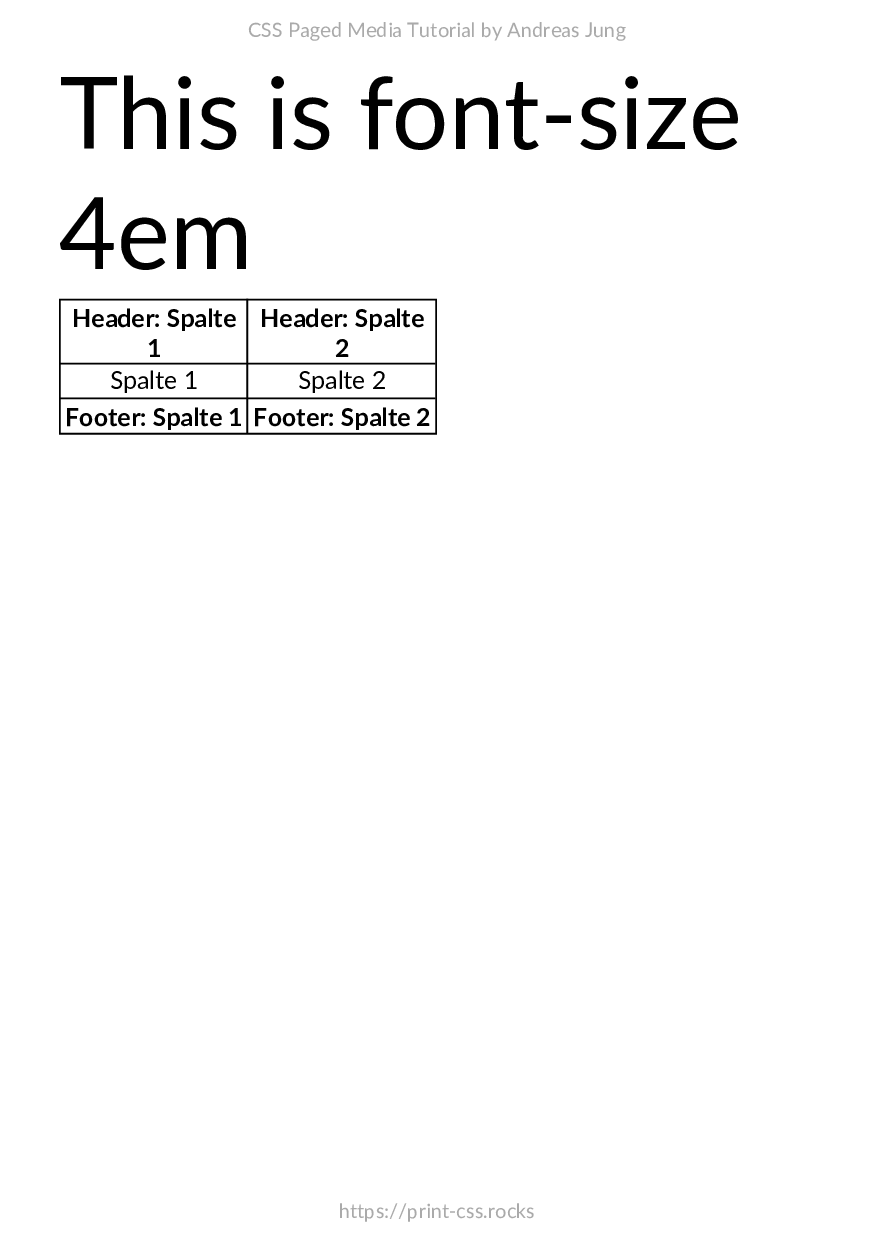 CSS Paged Media Tutorial by Andreas Jung
This is font-size
4em
Header: Spalte 1 Header: Spalte 2
Spalte 1 Spalte 2
Footer: Spalte 1 Footer: Spalte 2
https://print-css.rocks